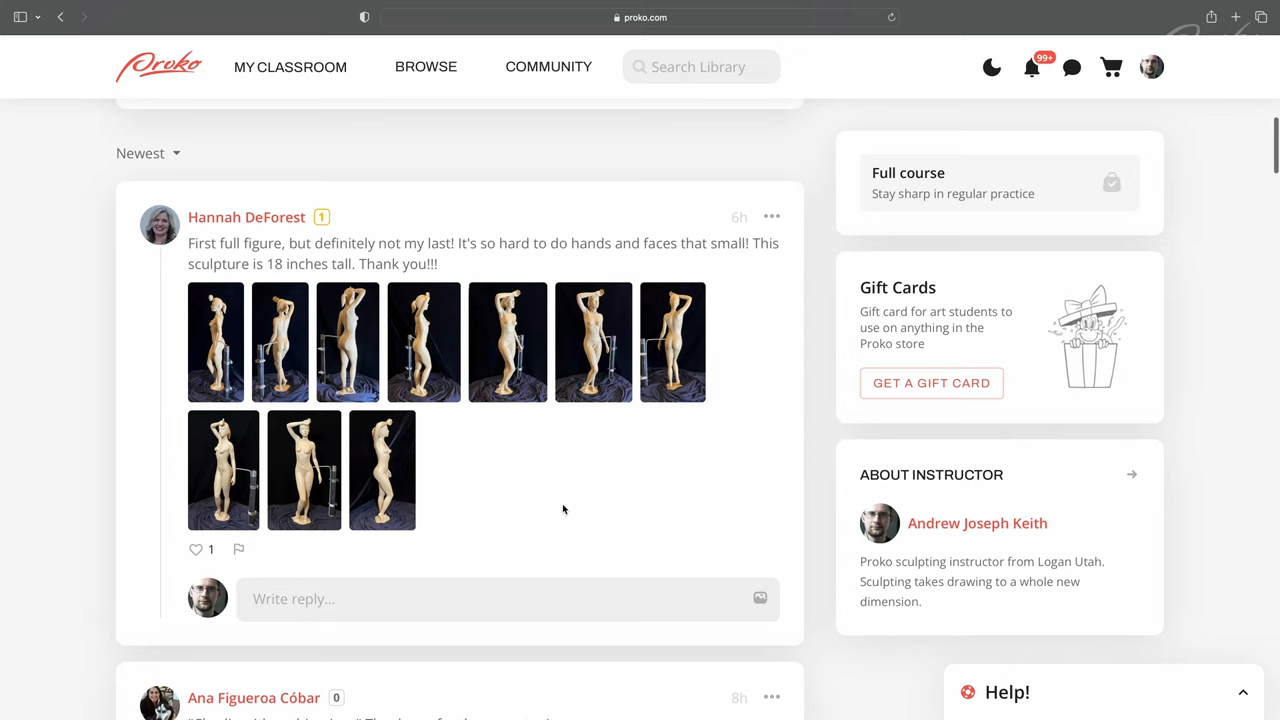 proko.com
Proko
MY CLASSROOM
BROWSE
COMMUNITY
Search Library
99+
Newest
Hannah DeForest 1
6h
First full figure, but definitely not my last! It's so hard to do hands and faces that small! This
sculpture is 18 inches tall. Thank you!!!
1
Write reply...
Ana Figueroa Cóbar 0
8h
Full course
Stay sharp in regular practice
Gift Cards
Gift card for art students to
use on anything in the
Proko store
GET A GIFT CARD
ABOUT INSTRUCTOR
Andrew Joseph Keith
Proko sculpting instructor from Logan Utah.
Sculpting takes drawing to a whole new
dimension.
Help!